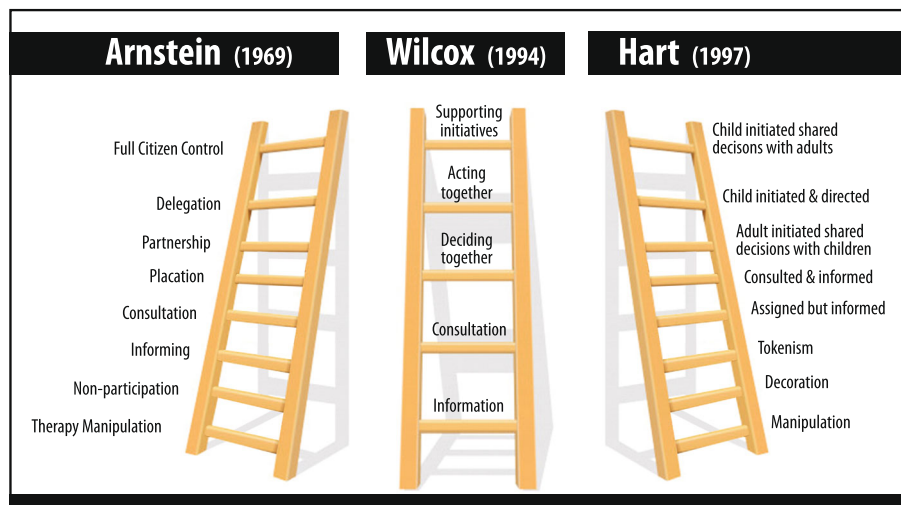 Arnstein (1969)
Full Citizen Control
Delegation
Partnership
Placation
Consultation
Informing
Non-participation
Therapy Manipulation
Wilcox (1994)
Supporting
initiatives
Acting
together
Deciding
together
Consultation
Information
Hart (1997)
Child initiated shared
decisons with adults
Child initiated & directed
Adult initiated shared
decisions with children
Consulted & informed
Assigned but informed
Tokenism
Decoration
Manipulation